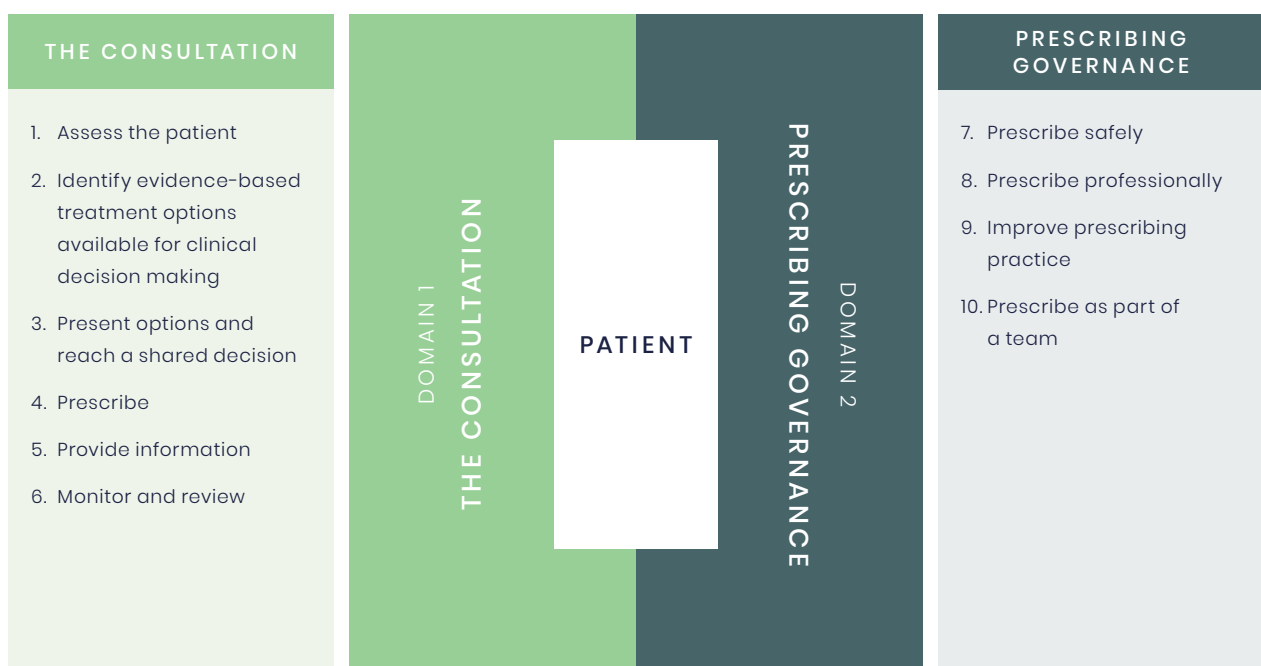 THE CONSULTATION
1. Assess the patient
2. Identify evidence-based
treatment options
available for clinical
decision making
3. Present options and
reach a shared decision
4. Prescribe
5. Provide information
6. Monitor and review
DOMAIN 1
THE CONSULTATION
PATIENT
PRESCRIBING GOVERNANCE
DOMAIN 2
PRESCRIBING
GOVERNANCE
7. Prescribe safely
8. Prescribe professionally
9. Improve prescribing
practice
10. Prescribe as part of
a team